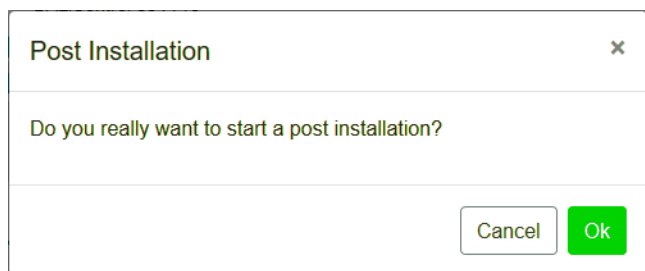 Post Installation
×
Do you really want to start a post installation?
Cancel
Ok